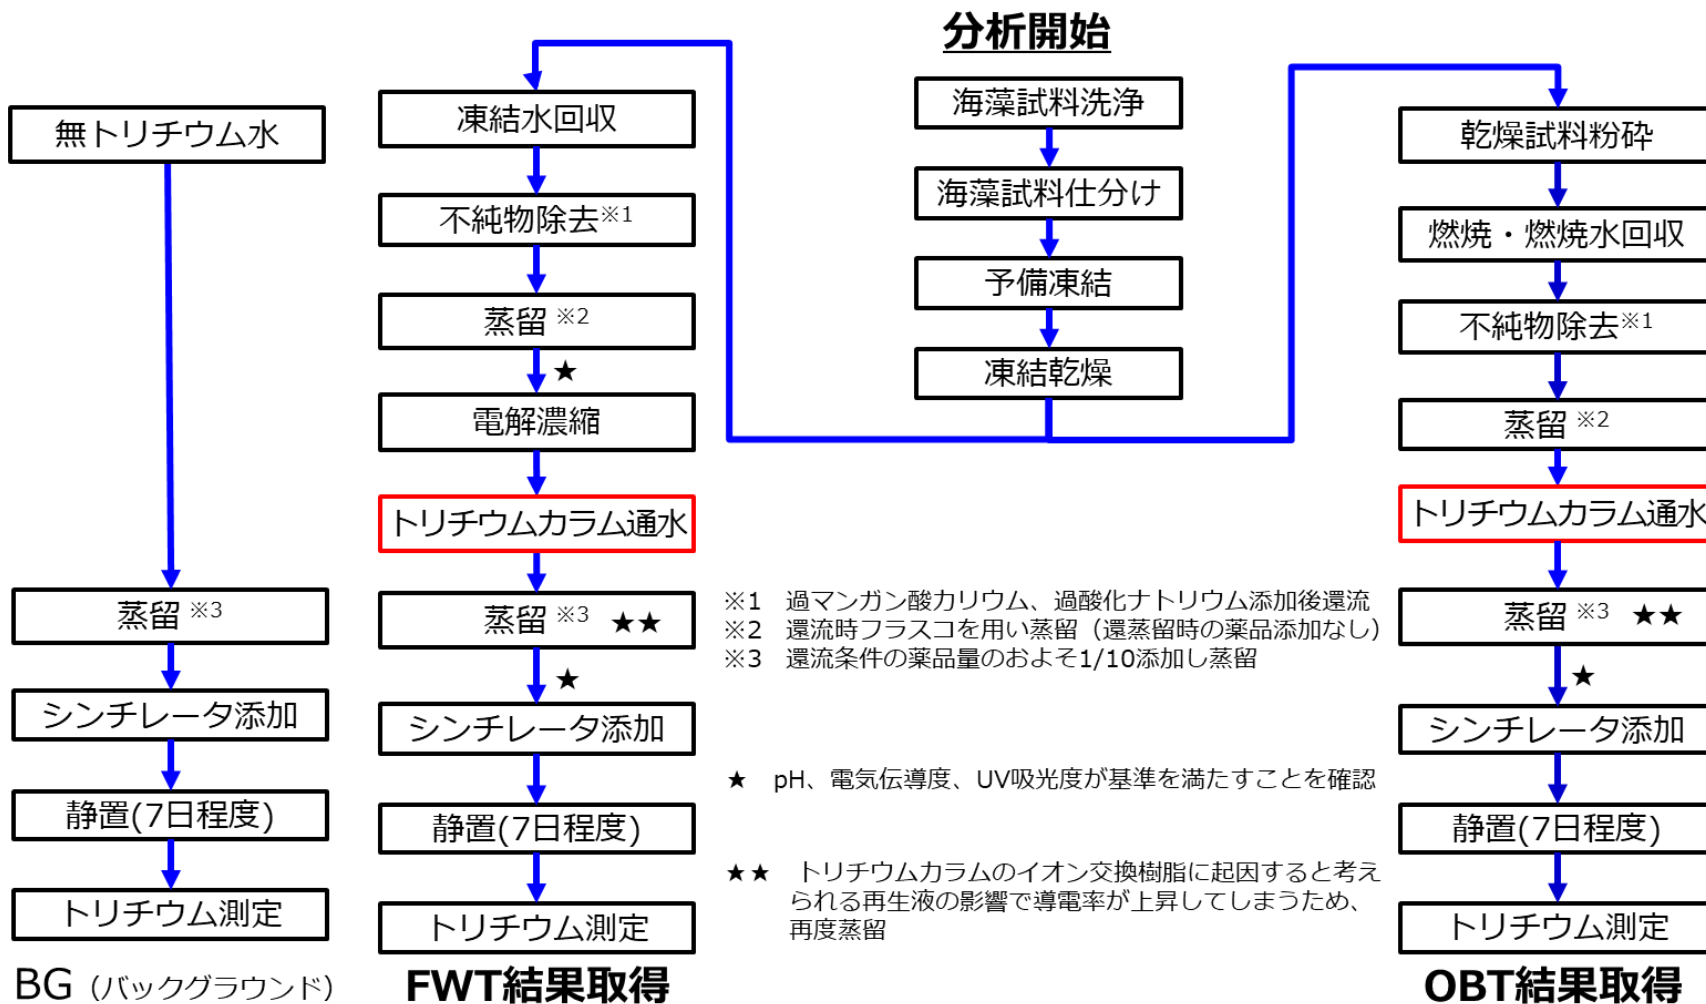 分析開始
海藻試料洗浄
海藻試料仕分け
予備凍結
凍結乾燥
無トリチウム水
蒸留 ※3
シンチレータ添加
静置(7日程度)
トリチウム測定
BG（バックグラウンド）
凍結水回収
不純物除去※1
蒸留 ※2
★
電解濃縮
トリチウムカラム通水
蒸留 ※3 ★★
★
シンチレータ添加
静置(7日程度)
トリチウム測定
FWT結果取得
※1 過マンガン酸カリウム、過酸化ナトリウム添加後還流
※2 還流時フラスコを用い蒸留（還蒸留時の薬品添加なし）
※3 還流条件の薬品量のおよそ1/10添加し蒸留
★ pH、電気伝導度、UV吸光度が基準を満たすことを確認
★★ トリチウムカラムのイオン交換樹脂に起因すると考え
られる再生液の影響で導電率が上昇してしまうため、
再度蒸留
乾燥試料粉砕
燃焼・燃焼水回収
不純物除去※1
蒸留 ※2
トリチウムカラム通水
蒸留 ※3 ★★
★
シンチレータ添加
静置(7日程度)
トリチウム測定
OBT結果取得